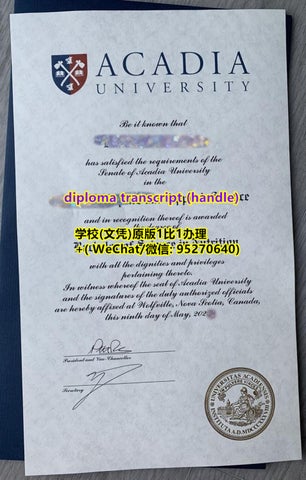 ACADIA
UNIVERSITY
Be it known that
has satisfied the requirements of the
Senate of Acadia University
in the
diploma transcript (handle)
and in recognition thereof is awarded
学校(文凭)原版1比1办理
+(WeChat/微信: 95270640)
with all the dignities and privileges
pertaining thereto.
In witness whereof the seal of Acadia University
and the signatures of the duly authorized officials
are hereby affixed at Wolfville, Nova Scotia, Canada,
this ninth day of May, 202
President and Vice-Chancellor
Secretary